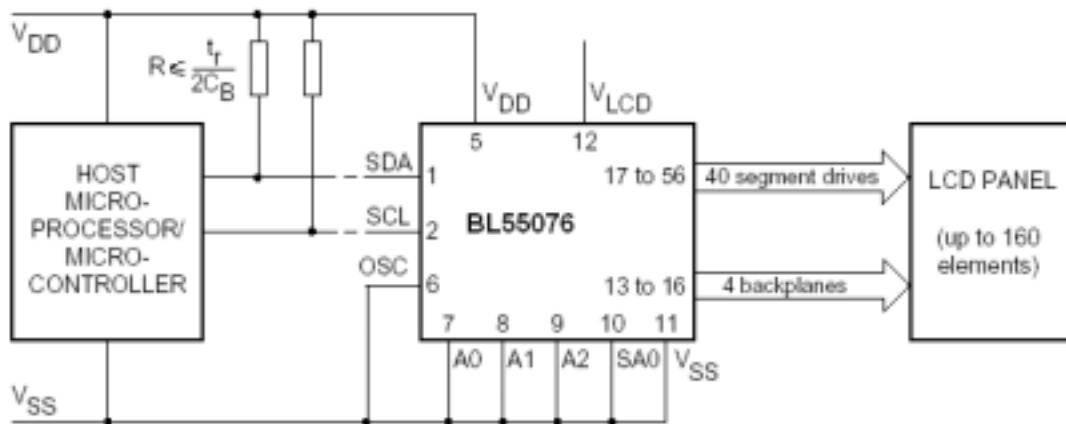 VDD
R ≤ tr
2CB
VDD
VLCD
HOST
MICRO-
PROCESSOR/
MICRO-
CONTROLLER
SDA
SCL
OSC
5
12
1
2
6
BL55076
17 to 56
13 to 16
7
8
9
10
11
A0
A1
A2
SA0
VSS
40 segment drives
4 backplanes
LCD PANEL
(up to 160
elements)
VSS